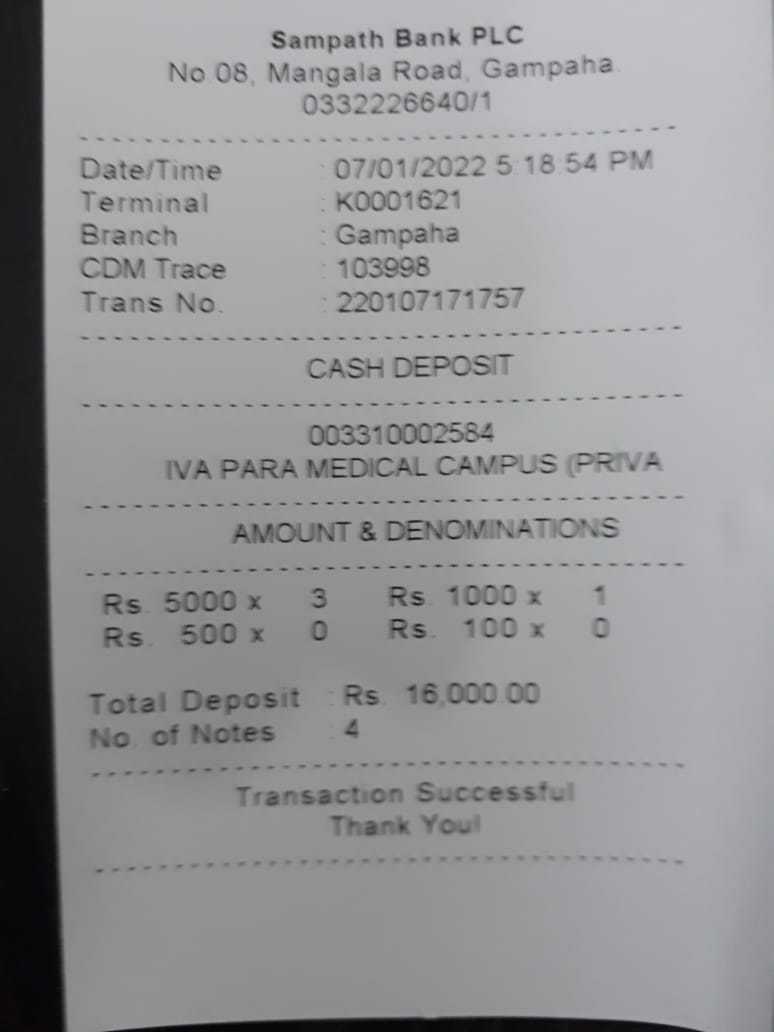 Sampath Bank PLC
No 08, Mangala Road, Gampaha.
0332226640/1
Date/Time : 07/01/2022 5:18:54 PM
Terminal : K0001621
Branch : Gampaha
CDM Trace : 103998
Trans No. : 220107171757
CASH DEPOSIT
003310002584
IVA PARA MEDICAL CAMPUS (PRIVA
AMOUNT & DENOMINATIONS
Rs. 5000 x 3 Rs. 1000 x 1
Rs. 500 x 0 Rs. 100 x 0
Total Deposit : Rs. 16,000.00
No. of Notes : 4
Transaction Successful
Thank You!